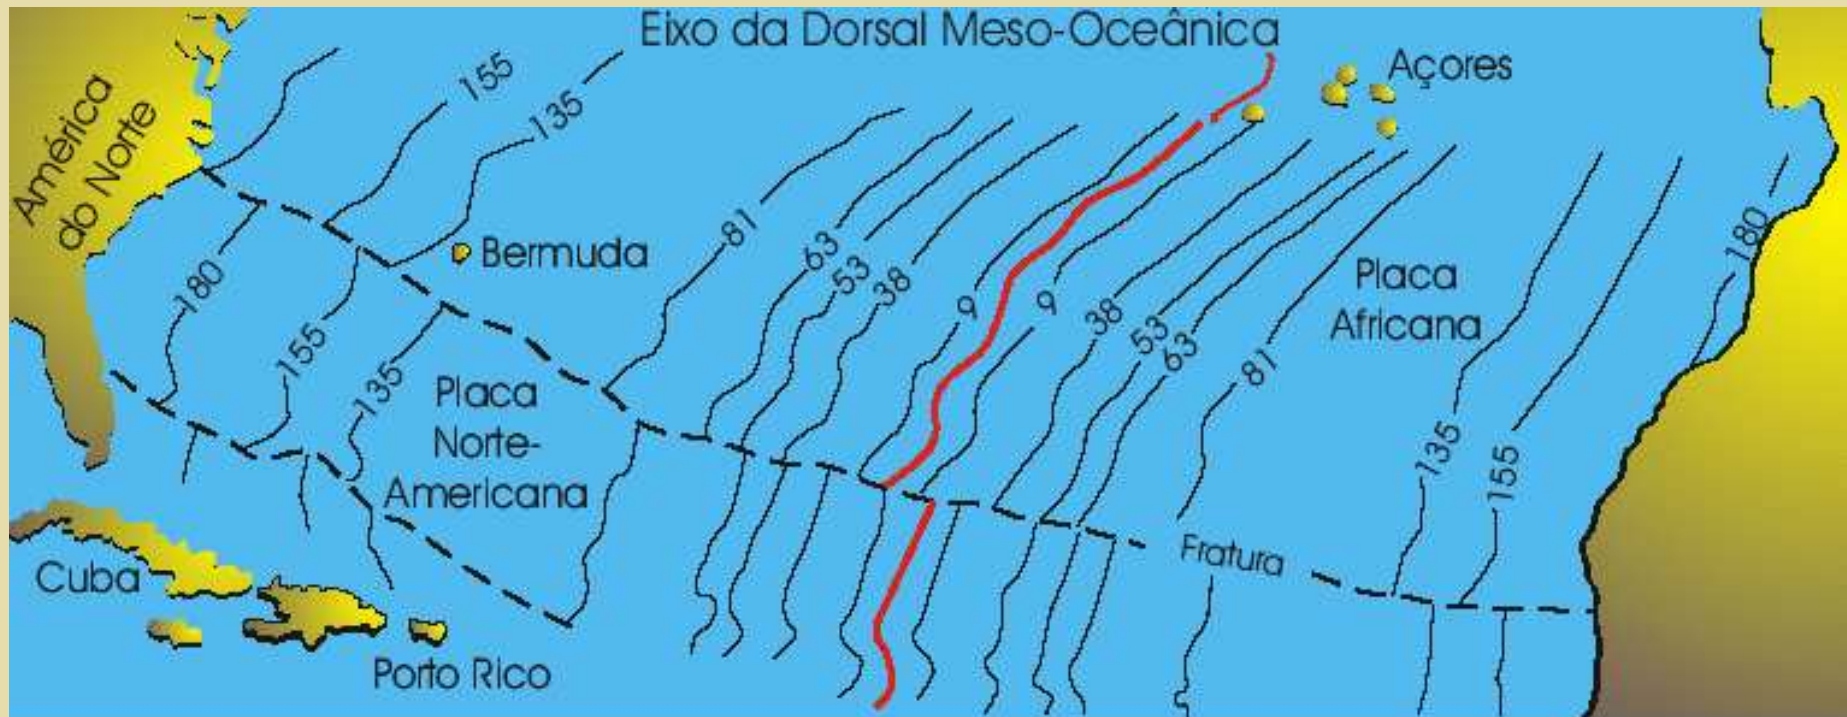 Eixo da Dorsal Meso-Oceânica
Açores
América
do Norte
155
135
Bermuda
81
63
53
38
9
9
38
53
63
81
Placa
Africana
180
180
155
135
Placa
Norte-
Americana
135
155
Fratura
Cuba
Porto Rico